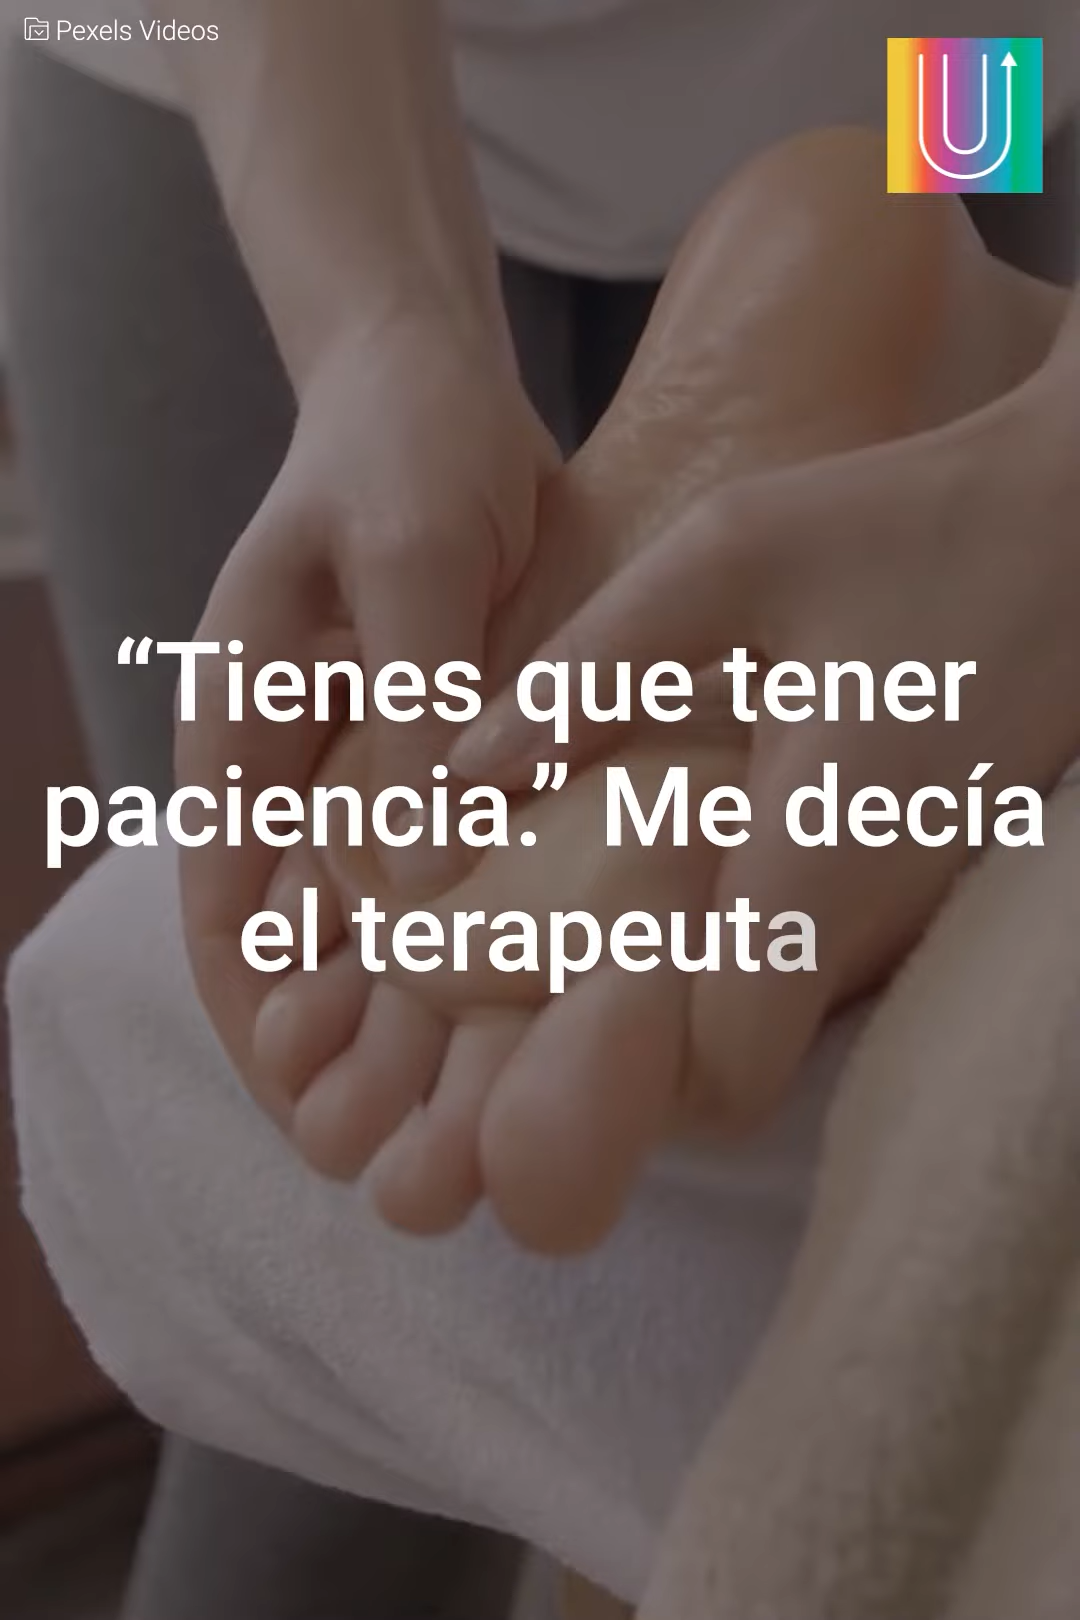 Pexels Videos
“Tienes que tener
paciencia.” Me decía
el terapeuta